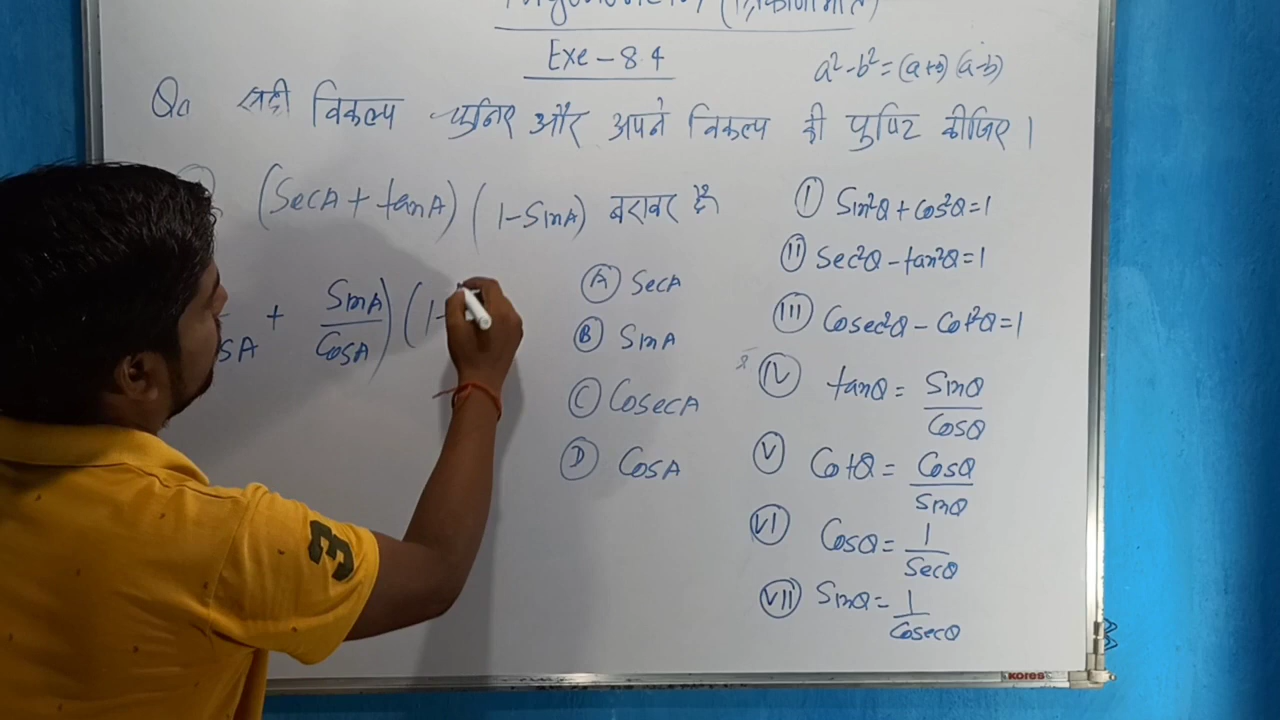 Exe - 8.4
a² - b² = (a+b) (a-b)
सही विकल्प चुनिए और अपने विकल्प की पुष्टि कीजिए।
(SecA + tanA) (1 - SinA) बराबर है
SinA
+
CosA
) (1-
A SecA
B SinA
C CosecA
D CosA
I Sin²θ + Cos²θ = 1
II Sec²θ - tan²θ = 1
III Cosec²θ - Cot²θ = 1
IV tanθ = Sinθ
Cosθ
V Cotθ = Cosθ
Sinθ
VI Cosθ = 1
Secθ
VII Sinθ = 1
Cosecθ
KORES
3